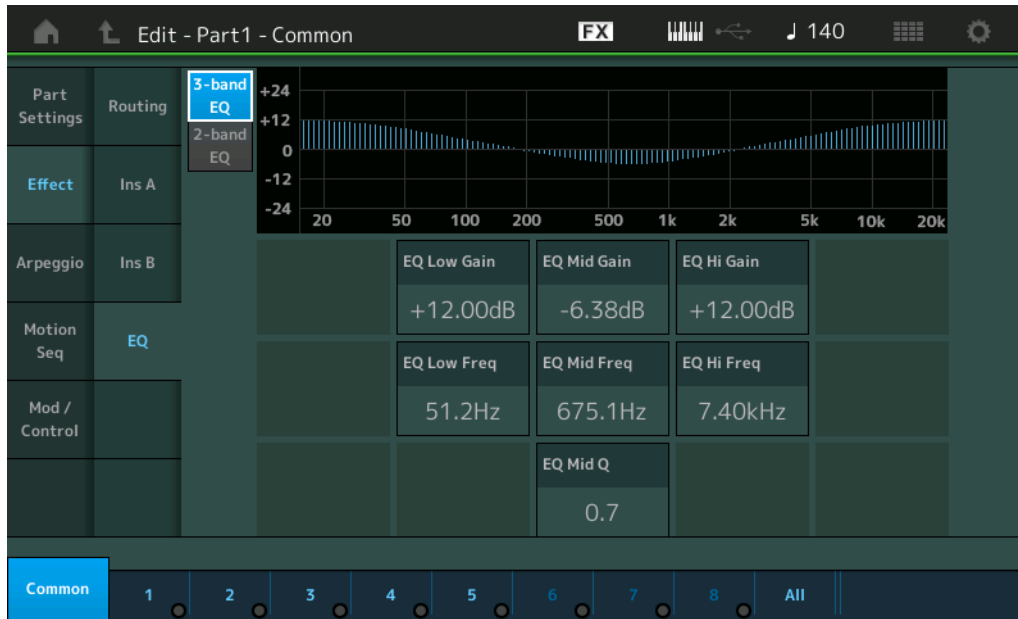 Edit - Part1 - Common
FX
♩ 140
Part
Settings
Effect
Arpeggio
Motion
Seq
Mod /
Control
Routing
Ins A
Ins B
EQ
3-band
EQ
2-band
EQ
+24
+12
0
-12
-24
20 50 100 200 500 1k 2k 5k 10k 20k
EQ Low Gain
+12.00dB
EQ Mid Gain
-6.38dB
EQ Hi Gain
+12.00dB
EQ Low Freq
51.2Hz
EQ Mid Freq
675.1Hz
EQ Hi Freq
7.40kHz
EQ Mid Q
0.7
Common 1 2 3 4 5 6 7 8 All